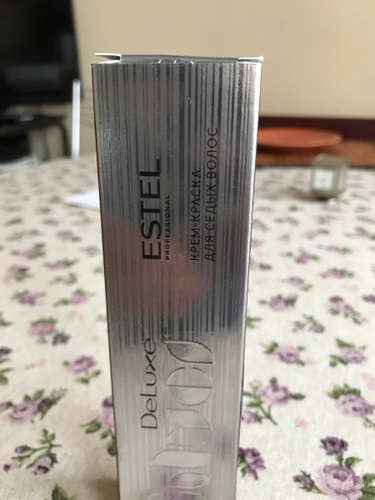 ESTEL
PROFESSIONAL
КРЕМ-КРАСКА
ДЛЯ СЕДЫХ ВОЛОС
DeLuxe